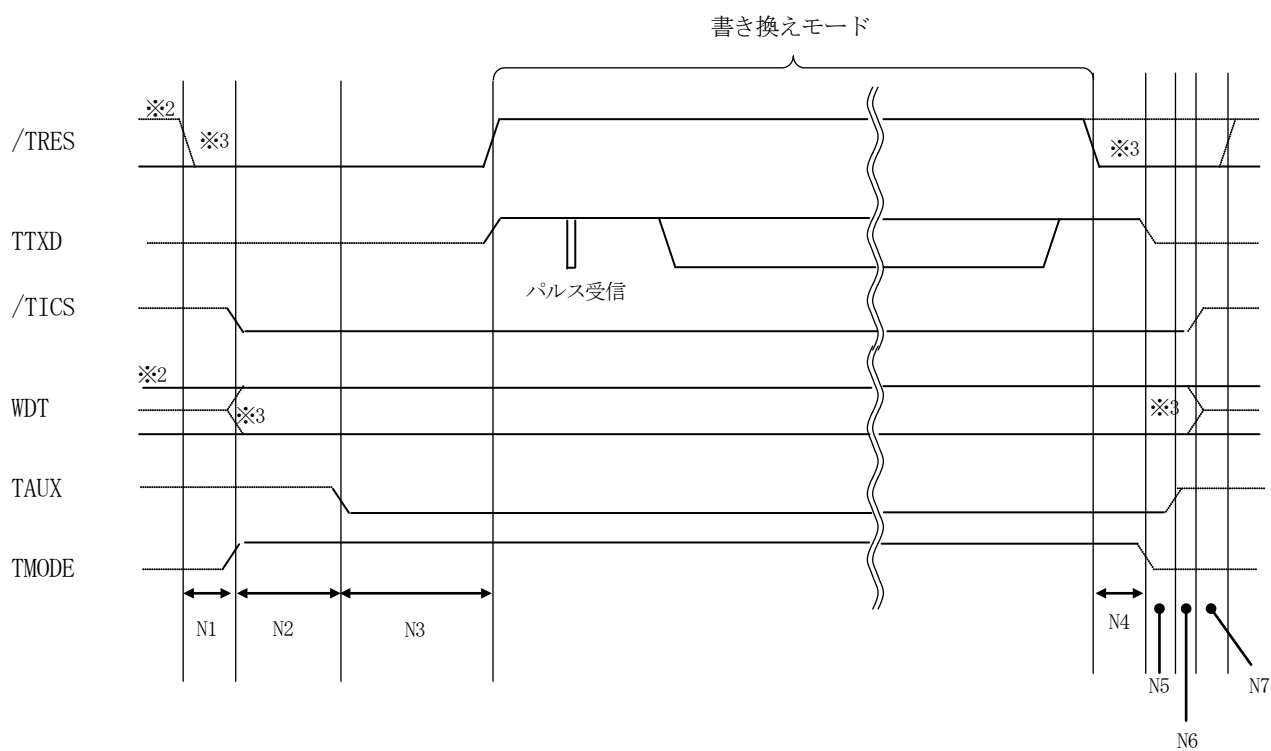 書き換えモード
※2
※3
/TRES
※3
TTXD
パルス受信
/TICS
※2
WDT
※3
※3
TAUX
TMODE
N1
N2
N3
N4
N5
N7
N6